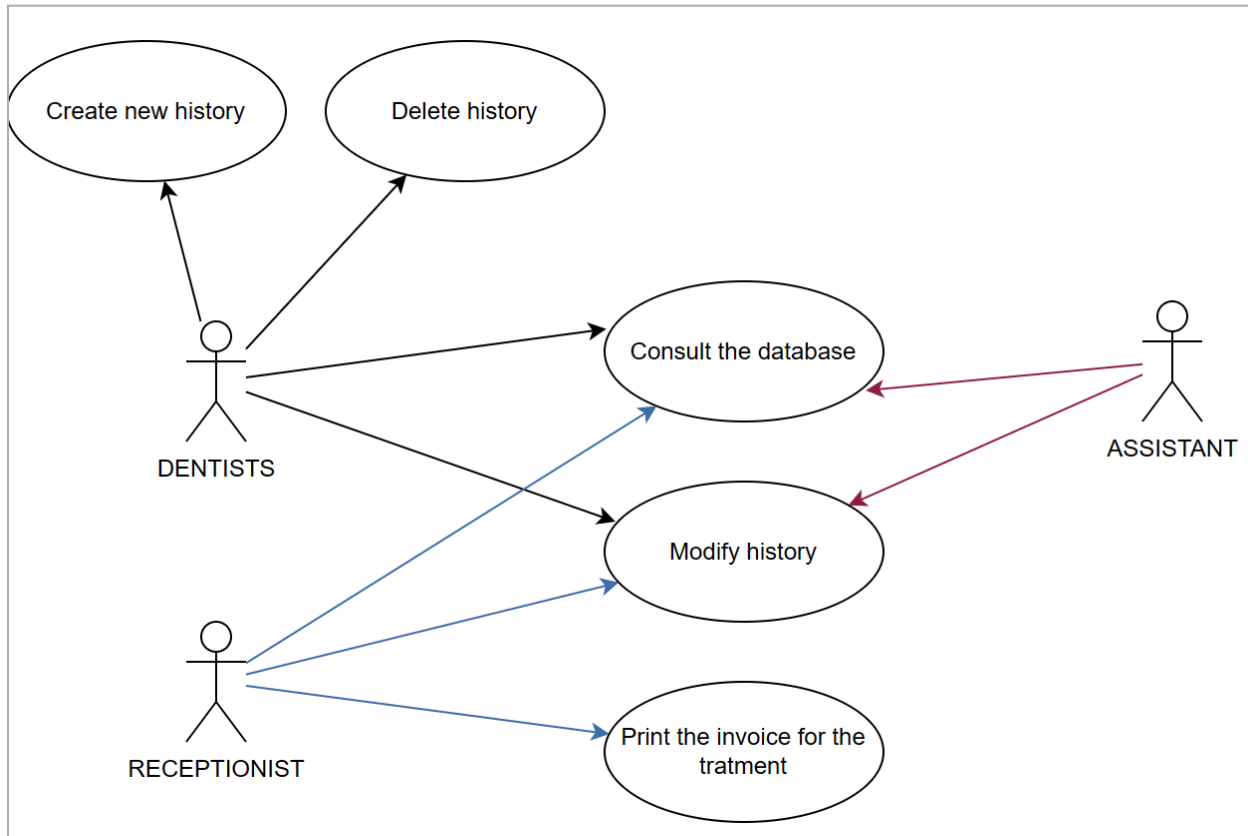 Create new history
Delete history
Consult the database
DENTISTS
ASSISTANT
Modify history
Print the invoice for the
tratment
RECEPTIONIST